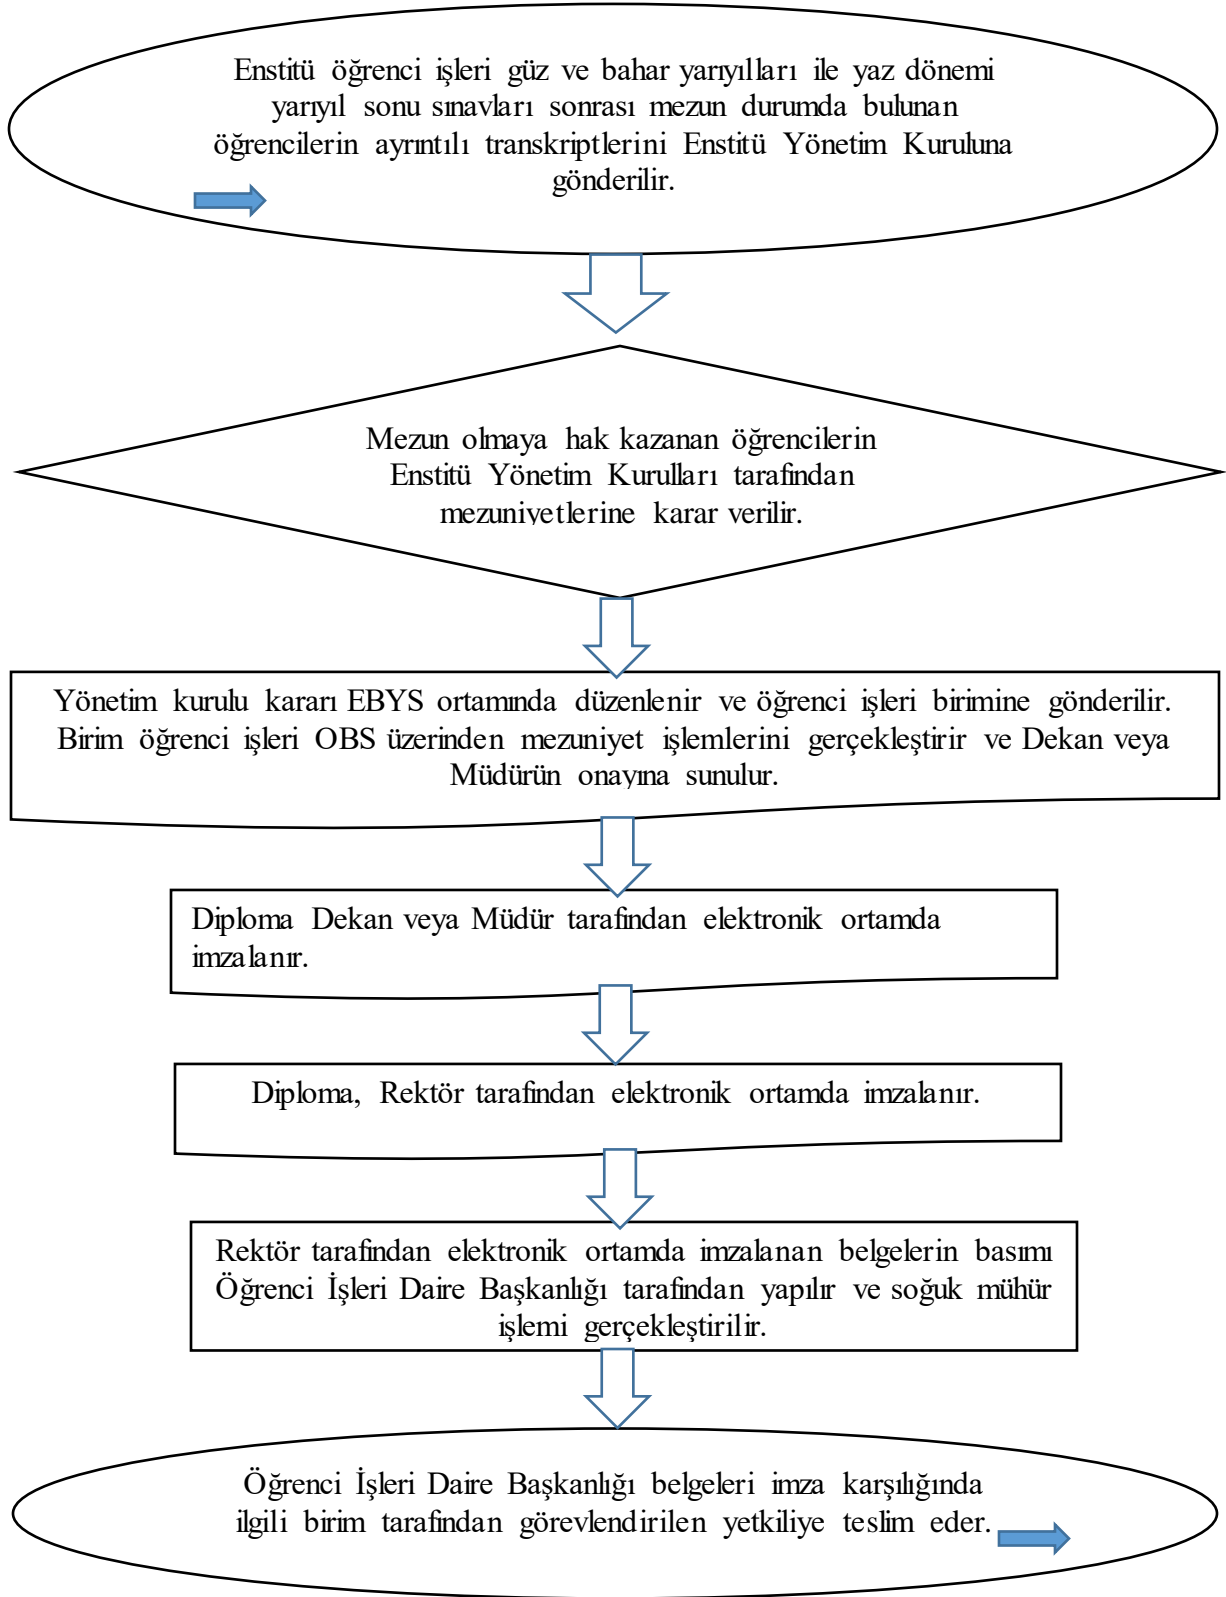 Enstitü öğrenci işleri güz ve bahar yarıyılları ile yaz dönemi
yarıyıl sonu sınavları sonrası mezun durumda bulunan
öğrencilerin ayrıntılı transkriptlerini Enstitü Yönetim Kuruluna
gönderilir.
Mezun olmaya hak kazanan öğrencilerin
Enstitü Yönetim Kurulları tarafından
mezuniyetlerine karar verilir.
Yönetim kurulu kararı EBYS ortamında düzenlenir ve öğrenci işleri birimine gönderilir.
Birim öğrenci işleri OBS üzerinden mezuniyet işlemlerini gerçekleştirir ve Dekan veya
Müdürün onayına sunulur.
Diploma Dekan veya Müdür tarafından elektronik ortamda
imzalanır.
Diploma, Rektör tarafından elektronik ortamda imzalanır.
Rektör tarafından elektronik ortamda imzalanan belgelerin basımı
Öğrenci İşleri Daire Başkanlığı tarafından yapılır ve soğuk mühür
işlemi gerçekleştirilir.
Öğrenci İşleri Daire Başkanlığı belgeleri imza karşılığında
ilgili birim tarafından görevlendirilen yetkiliye teslim eder.